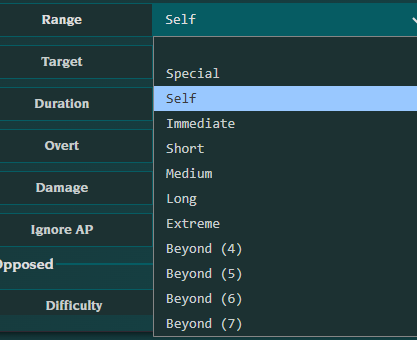 Range
Self
Target
Special
Self
Duration
Immediate
Overt
Short
Medium
Damage
Long
Ignore AP
Extreme
Beyond (4)
Opposed
Beyond (5)
Difficulty
Beyond (6)
Beyond (7)